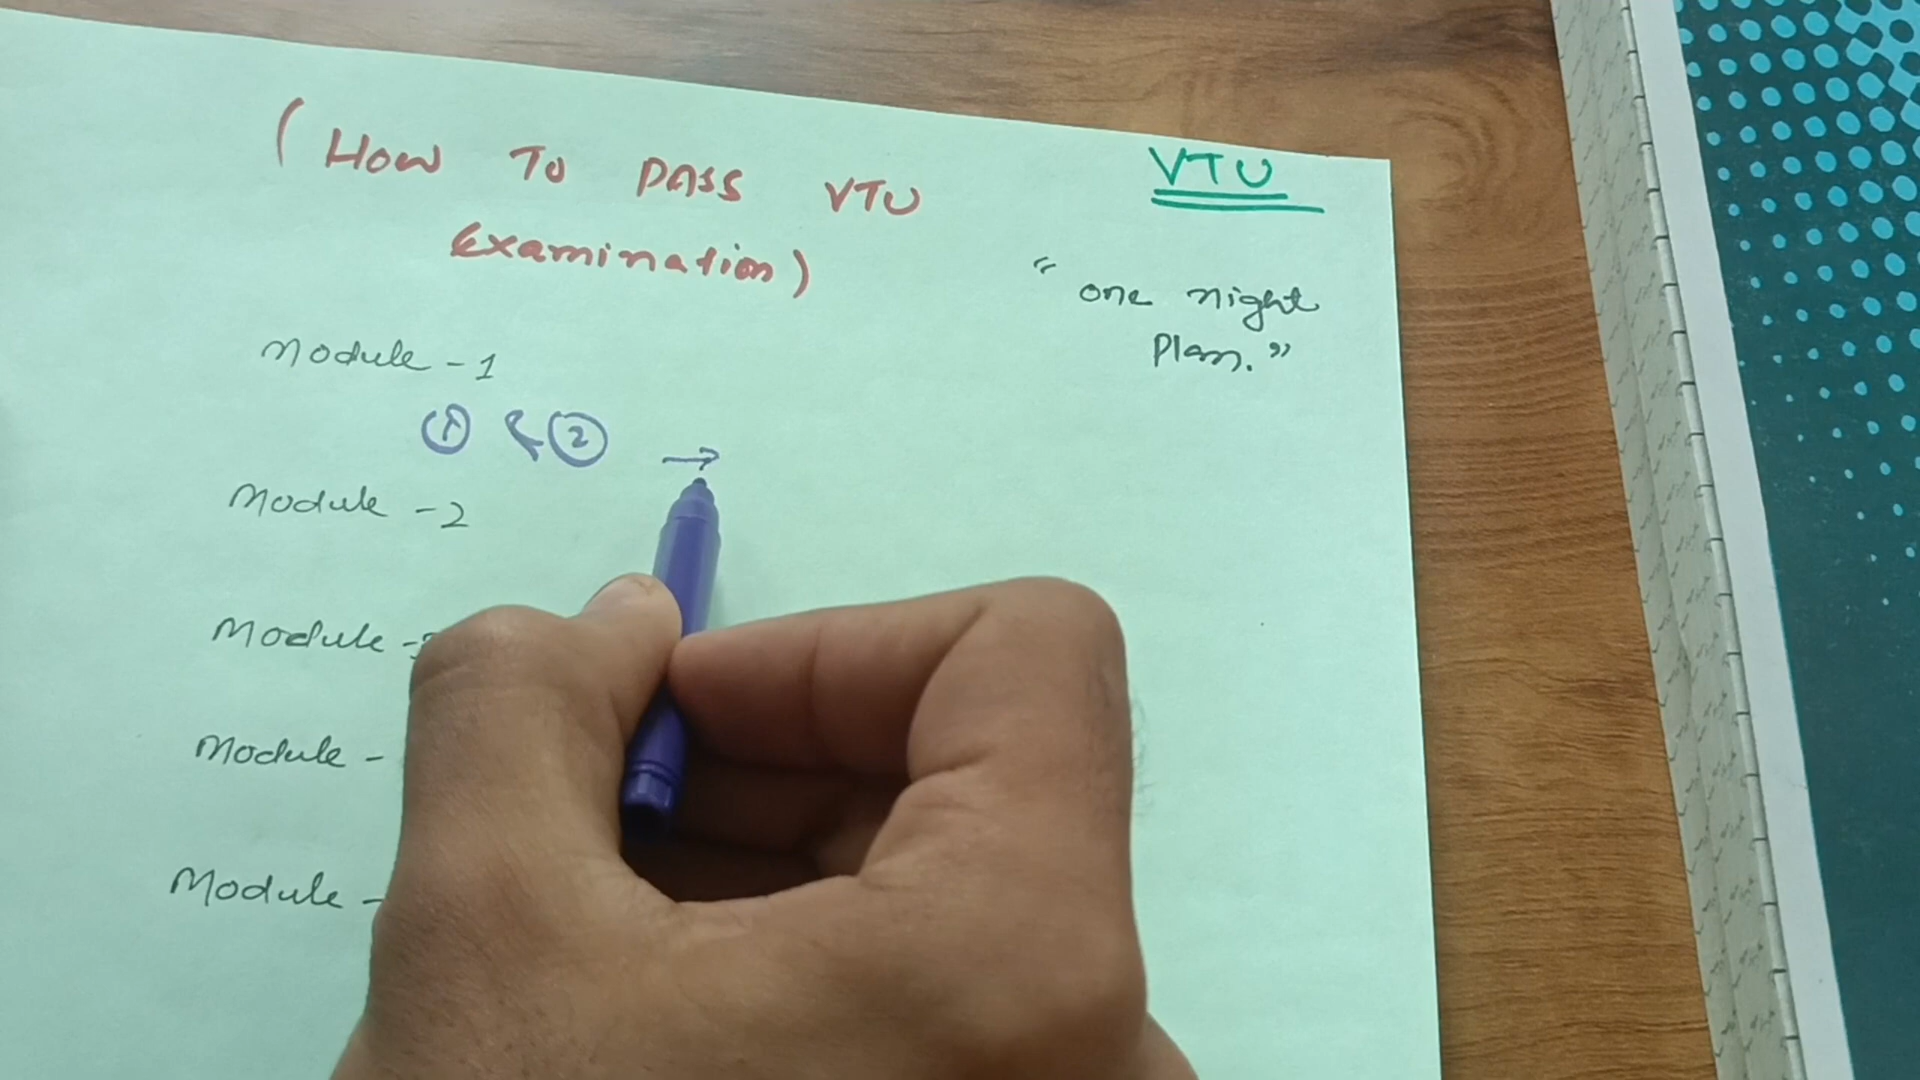 (HOW TO PASS VTU
Examination)
VTU
"one night
Plan."
Module - 1
① & ② →
Module - 2
Module -
Module -
Module -